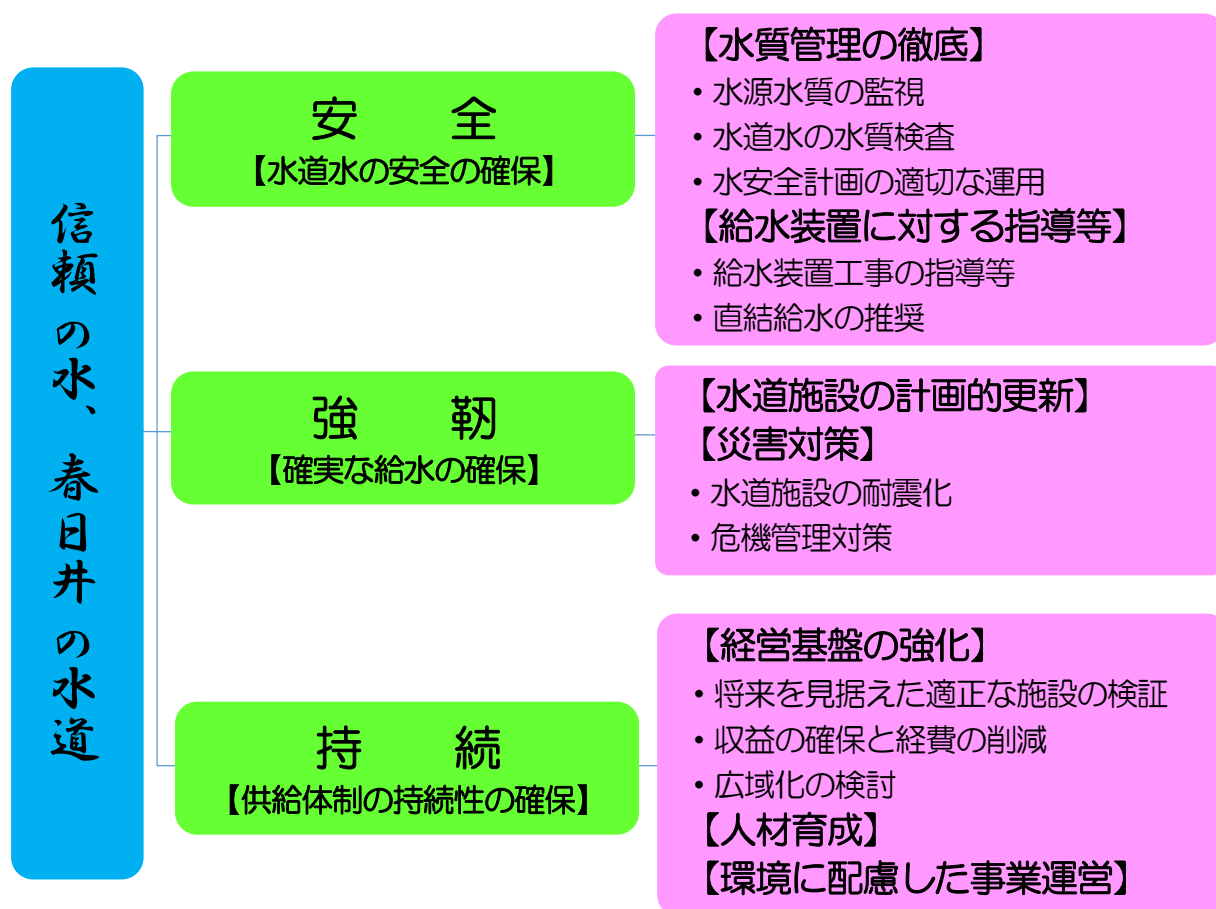 信頼の水、春日井の水道
安　全
【水道水の安全の確保】
【水質管理の徹底】
・水源水質の監視
・水道水の水質検査
・水安全計画の適切な運用
【給水装置に対する指導等】
・給水装置工事の指導等
・直結給水の推奨
強　靭
【確実な給水の確保】
【水道施設の計画的更新】
【災害対策】
・水道施設の耐震化
・危機管理対策
持　続
【供給体制の持続性の確保】
【経営基盤の強化】
・将来を見据えた適正な施設の検証
・収益の確保と経費の削減
・広域化の検討
【人材育成】
【環境に配慮した事業運営】